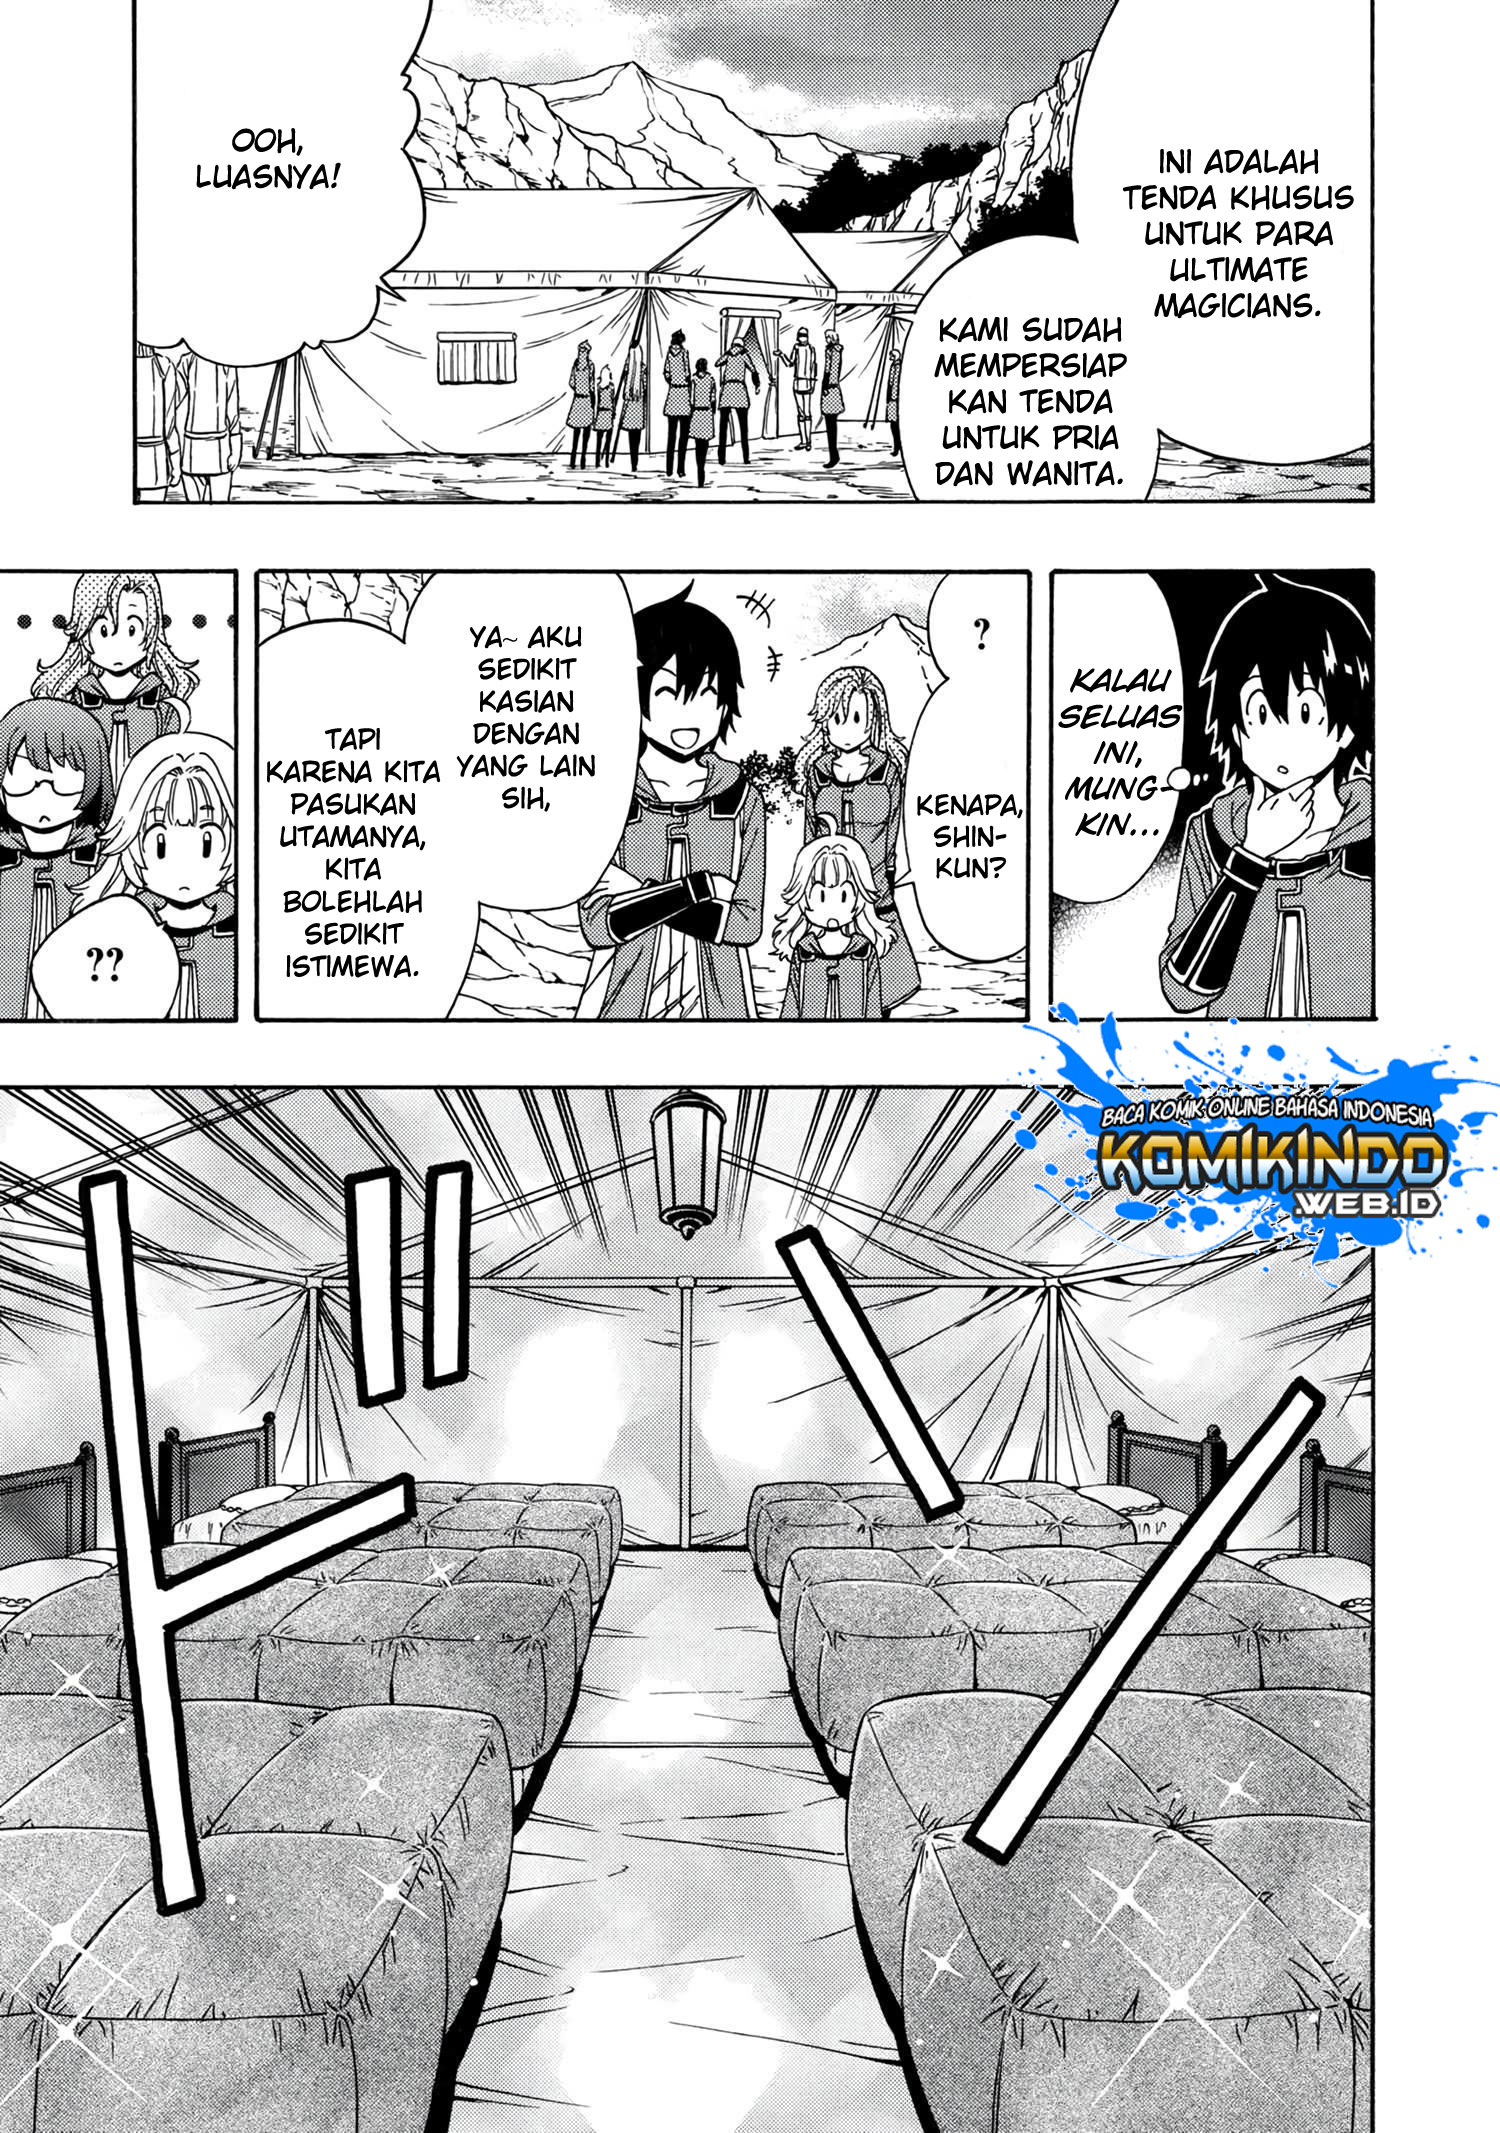 INI ADALAH
TENDA KHUSUS
UNTUK PARA
ULTIMATE
MAGICIANS.
KAMI SUDAH
MEMPERSIAP
KAN TENDA
UNTUK PRIA
DAN WANITA.
OOH,
LUASNYA!
KALAU
SELUAS
INI,
MUNG-
KIN...
?
KENAPA,
SHIN-
KUN?
YA~ AKU
SEDIKIT
KASIAN
DENGAN
YANG LAIN
SIH,
TAPI
KARENA KITA
PASUKAN
UTAMANYA,
KITA
BOLEHLAH
SEDIKIT
ISTIMEWA.
??
BACA KOMIK ONLINE BAHASA INDONESIA
KOMIKINDO
WEB.ID
ドン